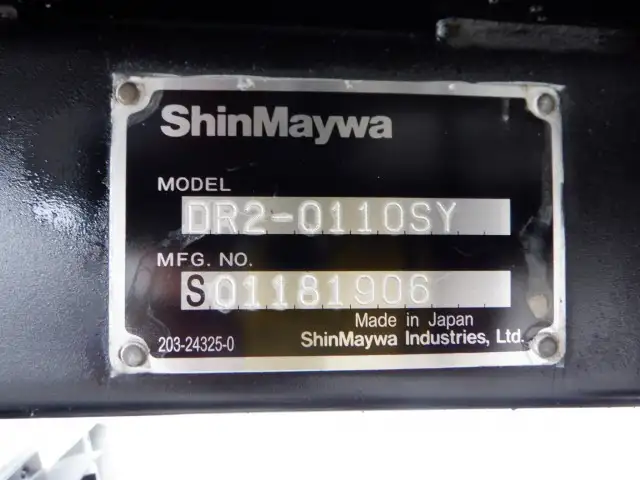 ShinMaywa
MODEL
DR2-0110SY
MFG. NO.
S01181906
Made in Japan
203-24325-0 ShinMaywa Industries, Ltd.